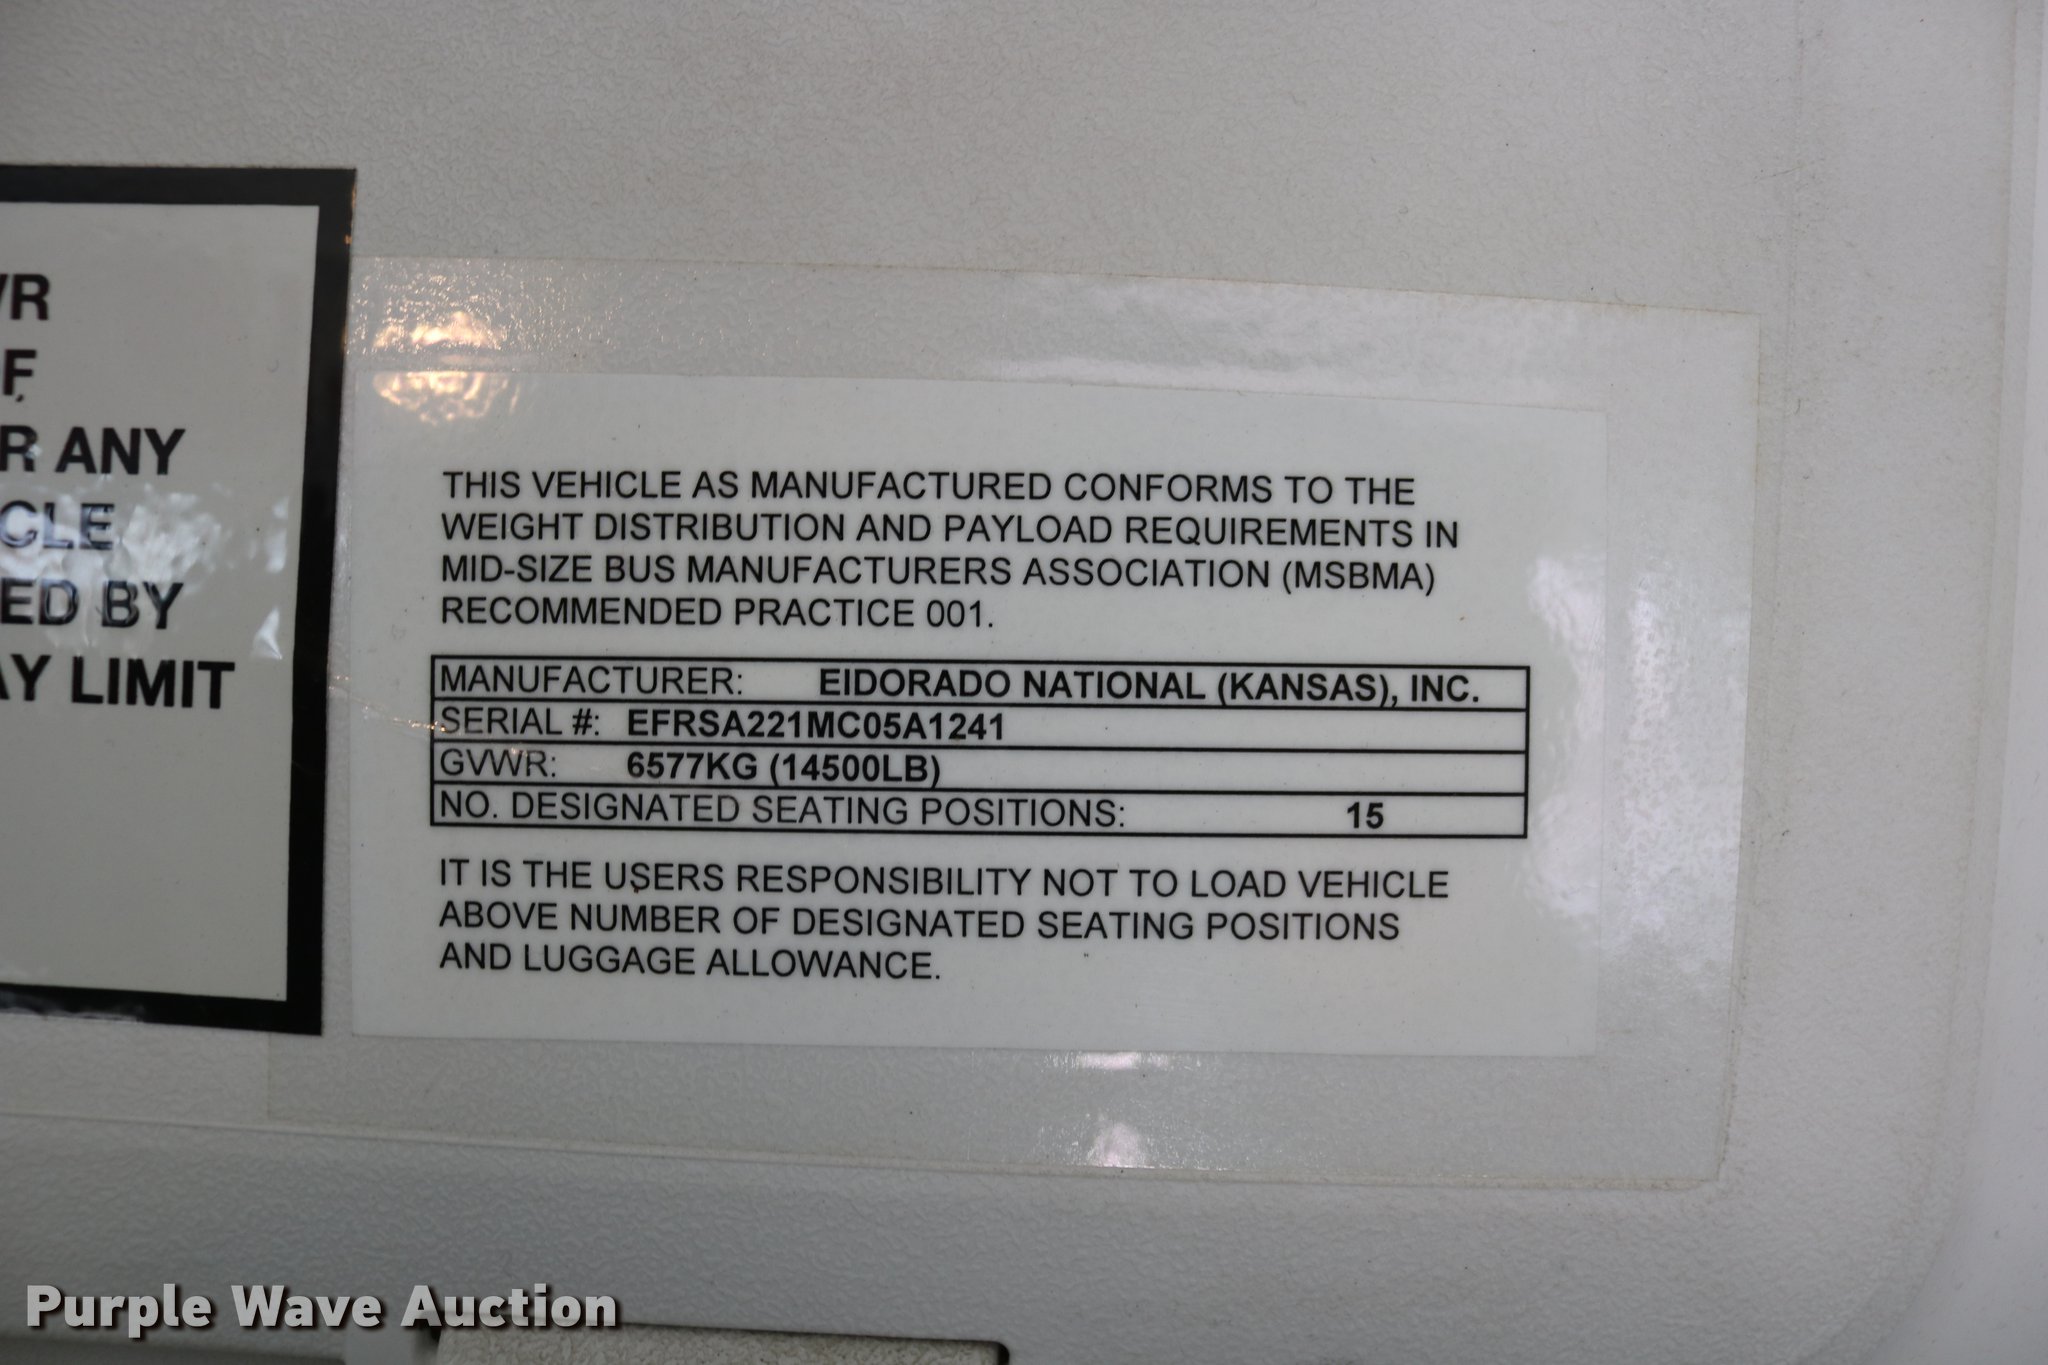 VR
F
R ANY
CLE
ED BY
AY LIMIT
THIS VEHICLE AS MANUFACTURED CONFORMS TO THE
WEIGHT DISTRIBUTION AND PAYLOAD REQUIREMENTS IN
MID-SIZE BUS MANUFACTURERS ASSOCIATION (MSBMA)
RECOMMENDED PRACTICE 001.
MANUFACTURER: EIDORADO NATIONAL (KANSAS), INC.
SERIAL #: EFRSA221MC05A1241
GVWR: 6577KG (14500LB)
NO. DESIGNATED SEATING POSITIONS: 15
IT IS THE USERS RESPONSIBILITY NOT TO LOAD VEHICLE
ABOVE NUMBER OF DESIGNATED SEATING POSITIONS
AND LUGGAGE ALLOWANCE.
Purple Wave Auction